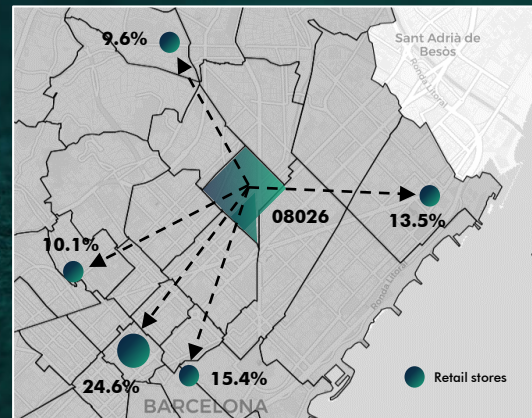 9.6%
Sant Adrià de
Besòs
Ronda Litoral
08026
13.5%
10.1%
Ronda Litoral
24.6%
15.4%
Retail stores
BARCELONA